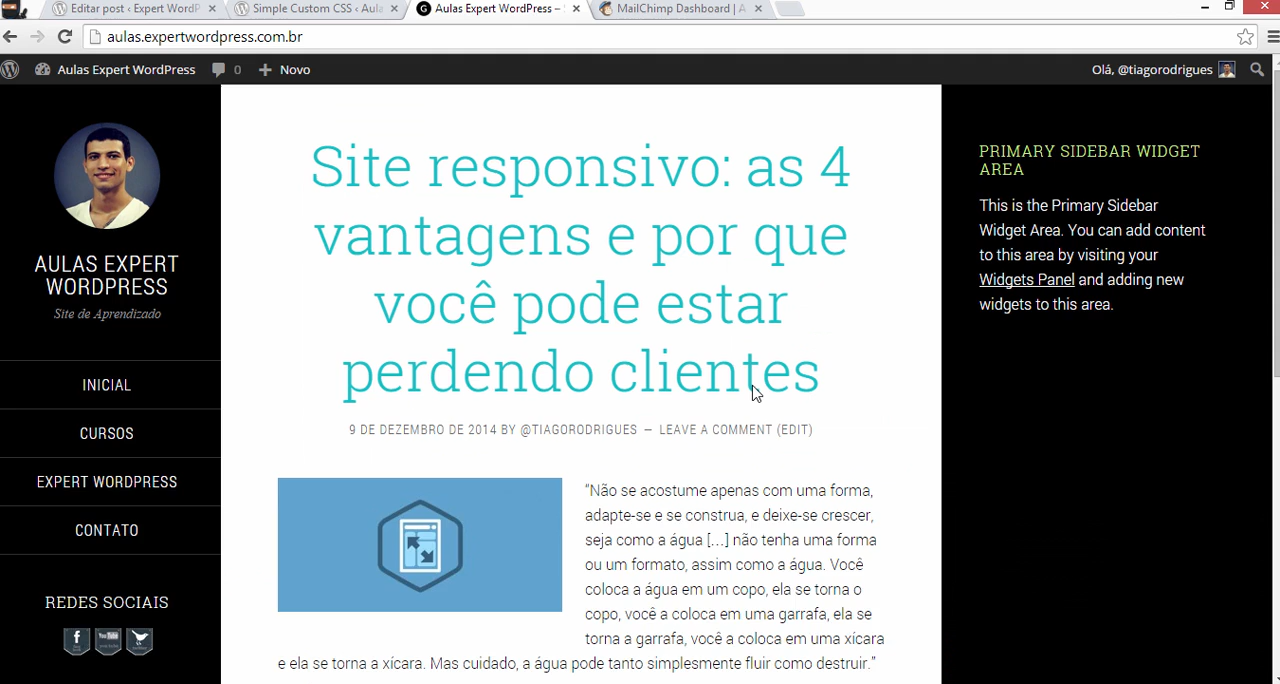 Editar post ‹ Expert WordP
Simple Custom CSS ‹ Aula
Aulas Expert WordPress –
MailChimp Dashboard | A
aulas.expertwordpress.com.br
Aulas Expert WordPress
0
Novo
Olá, @tiagorodrigues
AULAS EXPERT
WORDPRESS
Site de Aprendizado
INICIAL
CURSOS
EXPERT WORDPRESS
CONTATO
REDES SOCIAIS
Site responsivo: as 4
vantagens e por que
você pode estar
perdendo clientes
9 DE DEZEMBRO DE 2014 BY @TIAGORODRIGUES — LEAVE A COMMENT (EDIT)
“Não se acostume apenas com uma forma,
adapte-se e se construa, e deixe-se crescer,
seja como a água […] não tenha uma forma
ou um formato, assim como a água. Você
coloca a água em um copo, ela se torna o
copo, você a coloca em uma garrafa, ela se
torna a garrafa, você a coloca em uma xícara
e ela se torna a xícara. Mas cuidado, a água pode tanto simplesmente fluir como destruir.”
PRIMARY SIDEBAR WIDGET
AREA
This is the Primary Sidebar
Widget Area. You can add content
to this area by visiting your
Widgets Panel and adding new
widgets to this area.